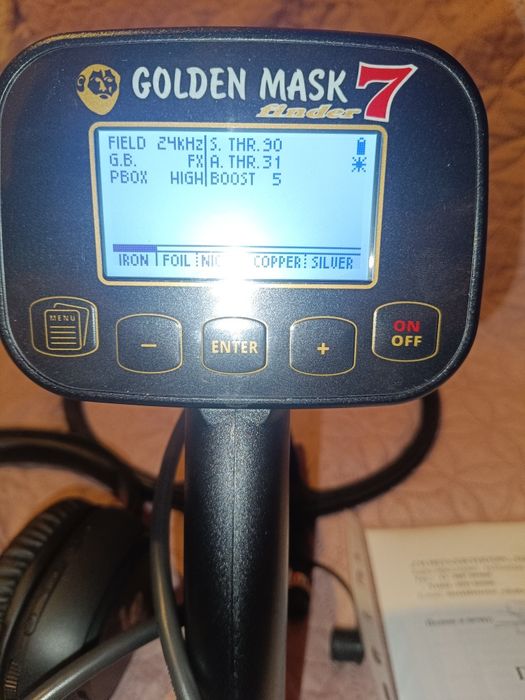 GOLDEN MASK 7
finder
FIELD 24kHz S. THR. 90
G.B. FX A. THR. 31
PBOX HIGH BOOST 5
IRON FOIL NIC COPPER SILVER
MENU
- ENTER + ON
OFF